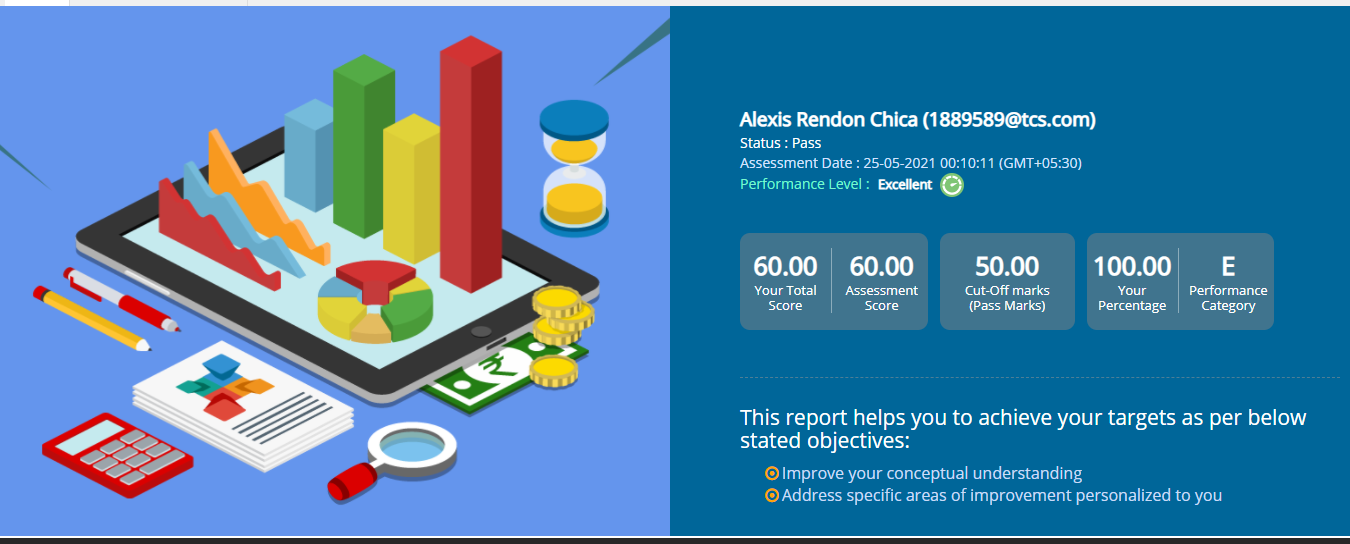 Alexis Rendon Chica (1889589@tcs.com)
Status : Pass
Assessment Date : 25-05-2021 00:10:11 (GMT+05:30)
Performance Level : Excellent
60.00
Your Total
Score
60.00
Assessment
Score
50.00
Cut-Off marks
(Pass Marks)
100.00
Your
Percentage
E
Performance
Category
This report helps you to achieve your targets as per below
stated objectives:
Improve your conceptual understanding
Address specific areas of improvement personalized to you